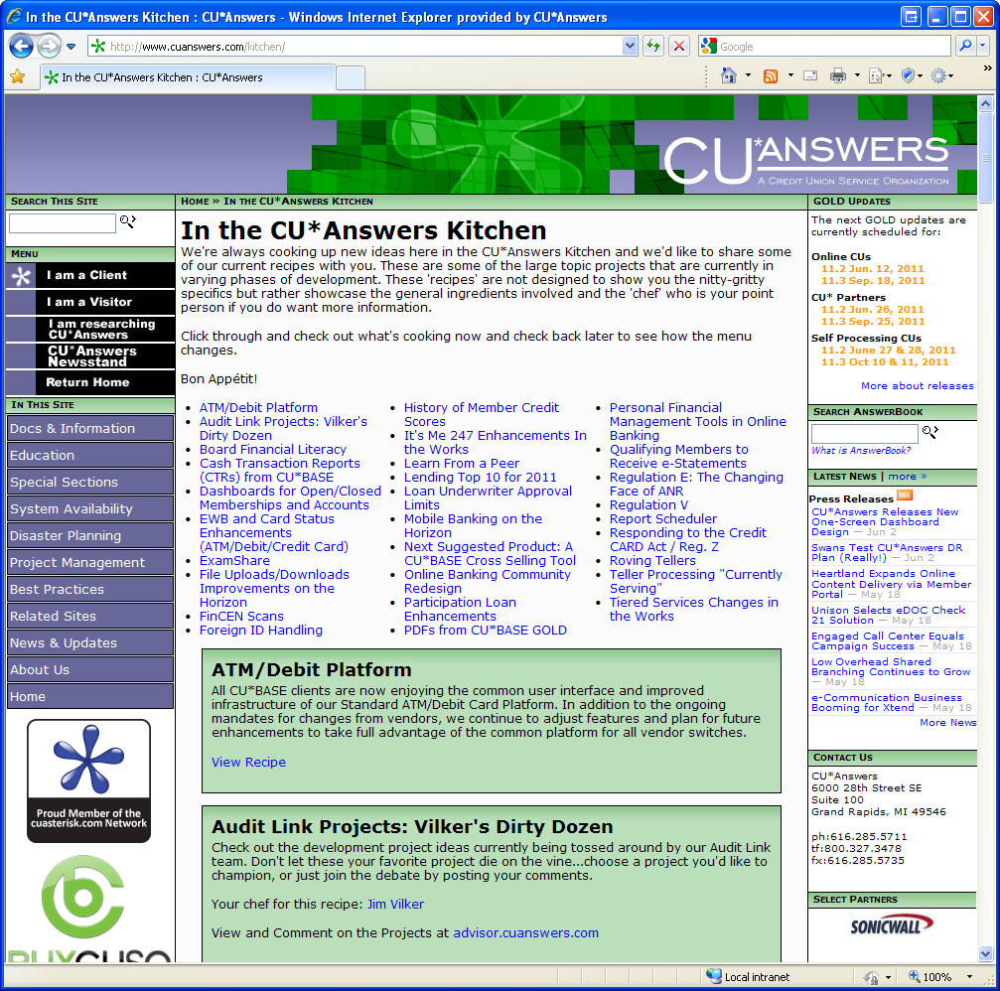 In the CU*Answers Kitchen : CU*Answers - Windows Internet Explorer provided by CU*Answers
http://www.cuanswers.com/kitchen/
Google
In the CU*Answers Kitchen : CU*Answers
CU*ANSWERS
A CREDIT UNION SERVICE ORGANIZATION
SEARCH THIS SITE
MENU
I am a Client
I am a Visitor
I am researching
CU*Answers
CU*Answers
Newsstand
Return Home
IN THIS SITE
Docs & Information
Education
Special Sections
System Availability
Disaster Planning
Project Management
Best Practices
Related Sites
News & Updates
About Us
Home
Proud Member of the
cuasterisk.com Network
b
BUYCUSO
HOME » IN THE CU*ANSWERS KITCHEN
In the CU*Answers Kitchen
We're always cooking up new ideas here in the CU*Answers Kitchen and we'd like to share some
of our current recipes with you. These are some of the large topic projects that are currently in
varying phases of development. These 'recipes' are not designed to show you the nitty-gritty
specifics but rather showcase the general ingredients involved and the 'chef' who is your point
person if you do want more information.
Click through and check out what's cooking now and check back later to see how the menu
changes.
Bon Appétit!
• ATM/Debit Platform
• Audit Link Projects: Vilker's
Dirty Dozen
• Board Financial Literacy
• Cash Transaction Reports
(CTRs) from CU*BASE
• Dashboards for Open/Closed
Memberships and Accounts
• EWB and Card Status
Enhancements
(ATM/Debit/Credit Card)
• ExamShare
• File Uploads/Downloads
Improvements on the
Horizon
• FinCEN Scans
• Foreign ID Handling
• History of Member Credit
Scores
• It's Me 247 Enhancements In
the Works
• Learn From a Peer
• Lending Top 10 for 2011
• Loan Underwriter Approval
Limits
• Mobile Banking on the
Horizon
• Next Suggested Product: A
CU*BASE Cross Selling Tool
• Online Banking Community
Redesign
• Participation Loan
Enhancements
• PDFs from CU*BASE GOLD
• Personal Financial
Management Tools in Online
Banking
• Qualifying Members to
Receive e-Statements
• Regulation E: The Changing
Face of ANR
• Regulation V
• Report Scheduler
• Responding to the Credit
CARD Act / Reg. Z
• Roving Tellers
• Teller Processing "Currently
Serving"
• Tiered Services Changes in
the Works
ATM/Debit Platform
All CU*BASE clients are now enjoying the common user interface and improved
infrastructure of our Standard ATM/Debit Card Platform. In addition to the ongoing
mandates for changes from vendors, we continue to adjust features and plan for future
enhancements to take full advantage of the common platform for all vendor switches.
View Recipe
Audit Link Projects: Vilker's Dirty Dozen
Check out the development project ideas currently being tossed around by our Audit Link
team. Don't let these your favorite project die on the vine...choose a project you'd like to
champion, or just join the debate by posting your comments.
Your chef for this recipe: Jim Vilker
View and Comment on the Projects at advisor.cuanswers.com
GOLD UPDATES
The next GOLD updates are
currently scheduled for:
Online CUs
11.2 Jun. 12, 2011
11.3 Sep. 18, 2011
CU* Partners
11.2 Jun. 26, 2011
11.3 Sep. 25, 2011
Self Processing CUs
11.2 June 27 & 28, 2011
11.3 Oct 10 & 11, 2011
More about releases
SEARCH ANSWERBOOK
What is AnswerBook?
LATEST NEWS | more »
Press Releases RSS
CU*Answers Releases New
One-Screen Dashboard
Design — Jun 2
Swans Test CU*Answers DR
Plan (Really!) — Jun 2
Heartland Expands Online
Content Delivery via Member
Portal — May 18
Unison Selects eDOC Check
21 Solution — May 18
Engaged Call Center Equals
Campaign Success — May 18
Low Overhead Shared
Branching Continues to Grow
— May 18
e-Communication Business
Booming for Xtend — May 18
More News
CONTACT US
CU*Answers
6000 28th Street SE
Suite 100
Grand Rapids, MI 49546
ph:616.285.5711
tf:800.327.3478
fx:616.285.5735
SELECT PARTNERS
SONICWALL
Local intranet
100%